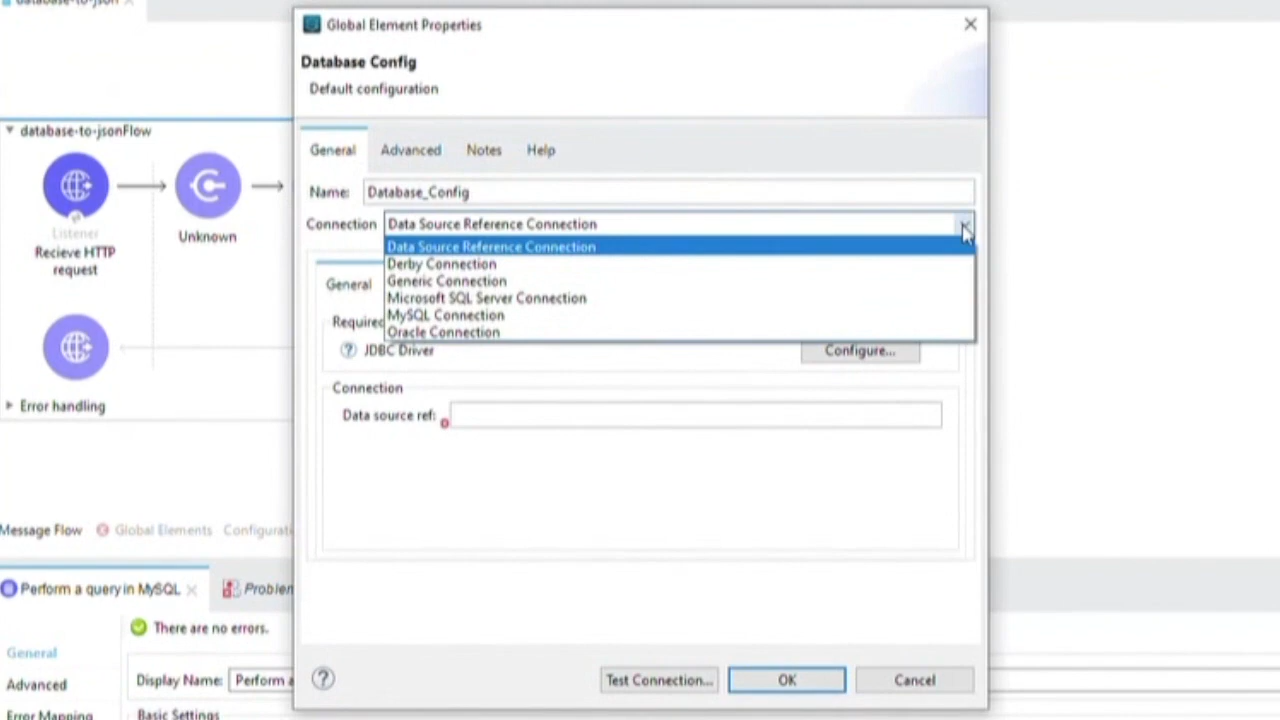 database-to-json
Global Element Properties
Database Config
Default configuration
database-to-jsonFlow
General Advanced Notes Help
Name: Database_Config
Connection Data Source Reference Connection
Data Source Reference Connection
Derby Connection
Generic Connection
Microsoft SQL Server Connection
MySQL Connection
Oracle Connection
Listener
Recieve HTTP
request
Unknown
General
Required
JDBC Driver
Configure...
Connection
Data source ref:
Error handling
Message Flow Global Elements Configurati
Perform a query in MySQL Problem
There are no errors.
General
Display Name: Perform a
Advanced
Test Connection... OK Cancel
Error Mapping
Basic Settings